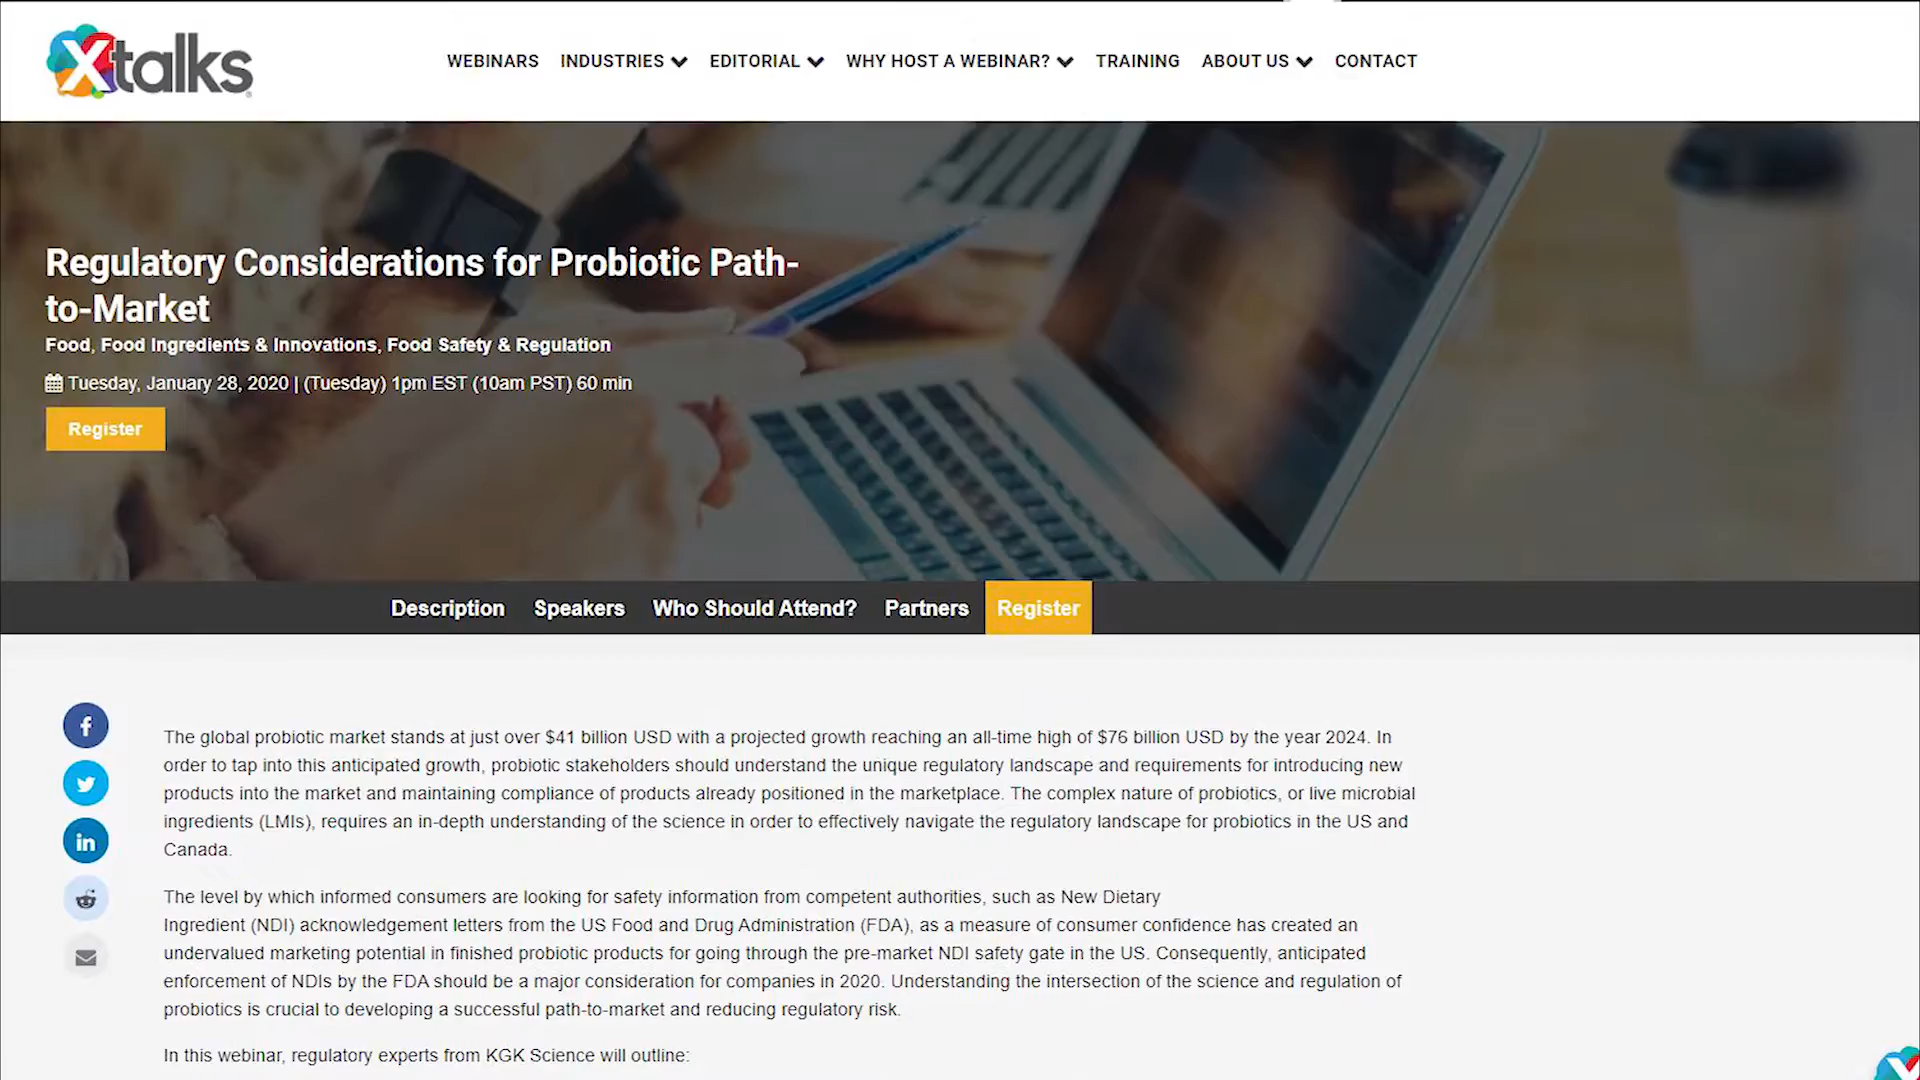 Xtalks
WEBINARS INDUSTRIES EDITORIAL WHY HOST A WEBINAR? TRAINING ABOUT US CONTACT
Regulatory Considerations for Probiotic Path-
to-Market
Food, Food Ingredients & Innovations, Food Safety & Regulation
Tuesday, January 28, 2020 | (Tuesday) 1pm EST (10am PST) 60 min
Register
Description Speakers Who Should Attend? Partners Register
The global probiotic market stands at just over $41 billion USD with a projected growth reaching an all-time high of $76 billion USD by the year 2024. In
order to tap into this anticipated growth, probiotic stakeholders should understand the unique regulatory landscape and requirements for introducing new
products into the market and maintaining compliance of products already positioned in the marketplace. The complex nature of probiotics, or live microbial
ingredients (LMIs), requires an in-depth understanding of the science in order to effectively navigate the regulatory landscape for probiotics in the US and
Canada.
The level by which informed consumers are looking for safety information from competent authorities, such as New Dietary
Ingredient (NDI) acknowledgement letters from the US Food and Drug Administration (FDA), as a measure of consumer confidence has created an
undervalued marketing potential in finished probiotic products for going through the pre-market NDI safety gate in the US. Consequently, anticipated
enforcement of NDIs by the FDA should be a major consideration for companies in 2020. Understanding the intersection of the science and regulation of
probiotics is crucial to developing a successful path-to-market and reducing regulatory risk.
In this webinar, regulatory experts from KGK Science will outline: